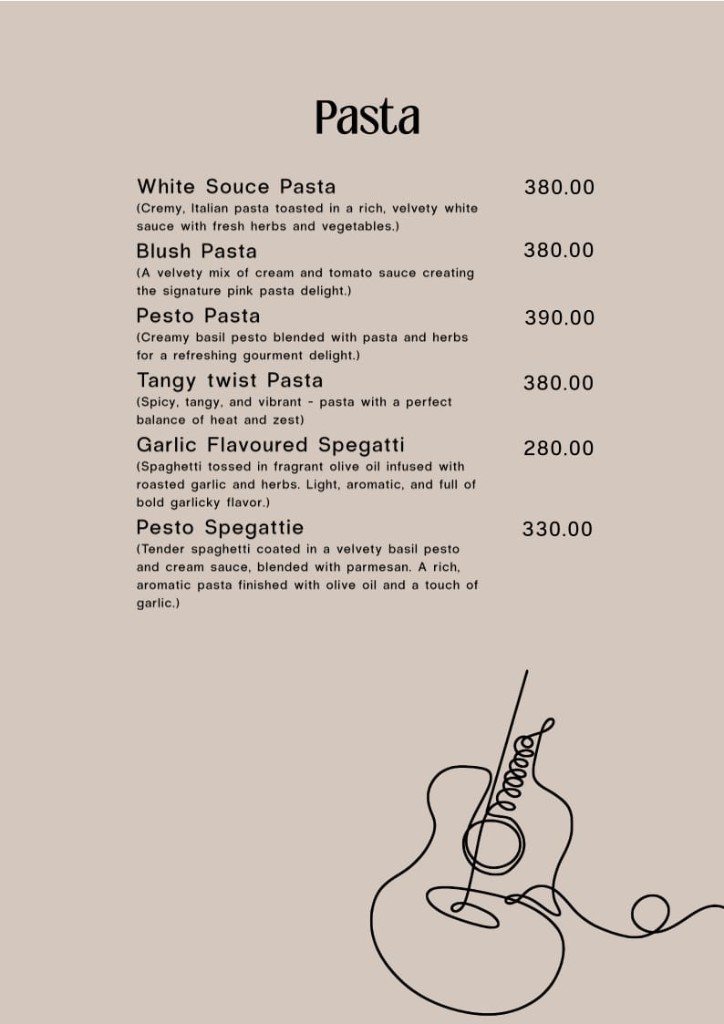 Pasta
White Souce Pasta 380.00
(Cremy, Italian pasta toasted in a rich, velvety white
sauce with fresh herbs and vegetables.)
Blush Pasta 380.00
(A velvety mix of cream and tomato sauce creating
the signature pink pasta delight.)
Pesto Pasta 390.00
(Creamy basil pesto blended with pasta and herbs
for a refreshing gourment delight.)
Tangy twist Pasta 380.00
(Spicy, tangy, and vibrant - pasta with a perfect
balance of heat and zest)
Garlic Flavoured Spegatti 280.00
(Spaghetti tossed in fragrant olive oil infused with
roasted garlic and herbs. Light, aromatic, and full of
bold garlicky flavor.)
Pesto Spegattie 330.00
(Tender spaghetti coated in a velvety basil pesto
and cream sauce, blended with parmesan. A rich,
aromatic pasta finished with olive oil and a touch of
garlic.)